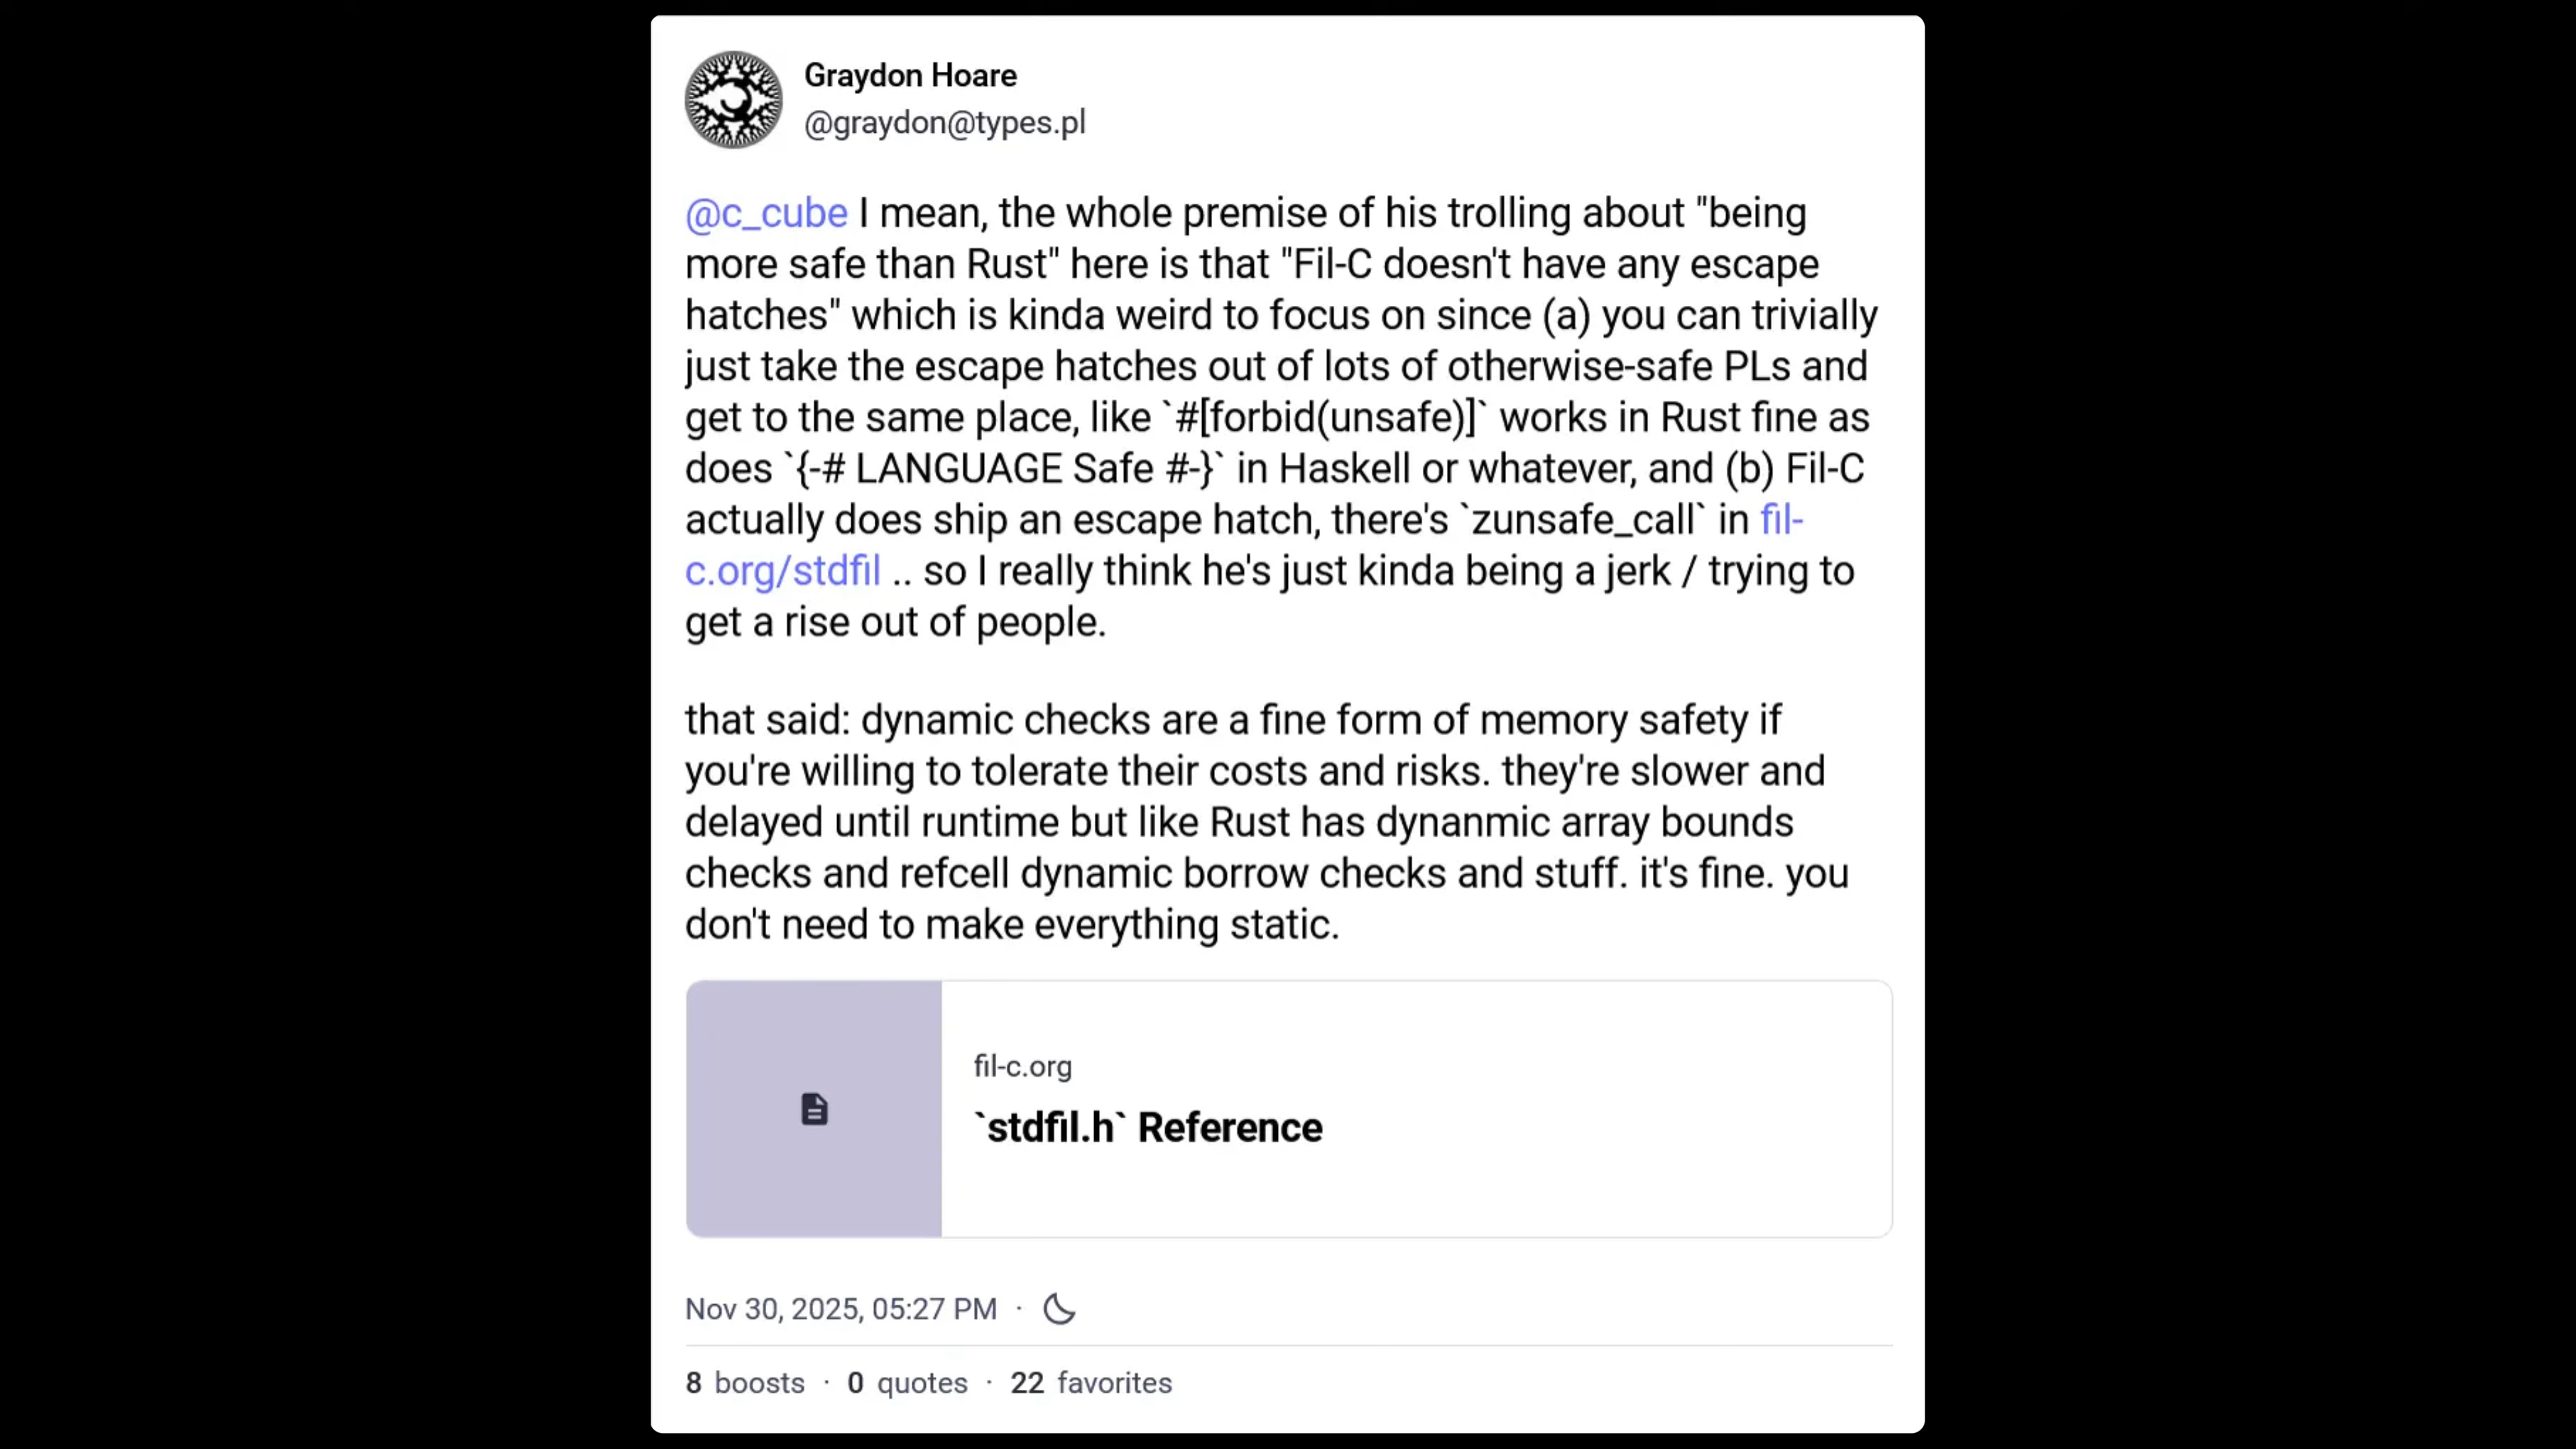 Graydon Hoare
@graydon@types.pl
@c_cube I mean, the whole premise of his trolling about "being
more safe than Rust" here is that "Fil-C doesn't have any escape
hatches" which is kinda weird to focus on since (a) you can trivially
just take the escape hatches out of lots of otherwise-safe PLs and
get to the same place, like `#[forbid(unsafe)]` works in Rust fine as
does `{-# LANGUAGE Safe #-}` in Haskell or whatever, and (b) Fil-C
actually does ship an escape hatch, there's `zunsafe_call` in fil-
c.org/stdfil .. so I really think he's just kinda being a jerk / trying to
get a rise out of people.
that said: dynamic checks are a fine form of memory safety if
you're willing to tolerate their costs and risks. they're slower and
delayed until runtime but like Rust has dynanmic array bounds
checks and refcell dynamic borrow checks and stuff. it's fine. you
don't need to make everything static.
fil-c.org
`stdfil.h` Reference
Nov 30, 2025, 05:27 PM ·
8 boosts · 0 quotes · 22 favorites